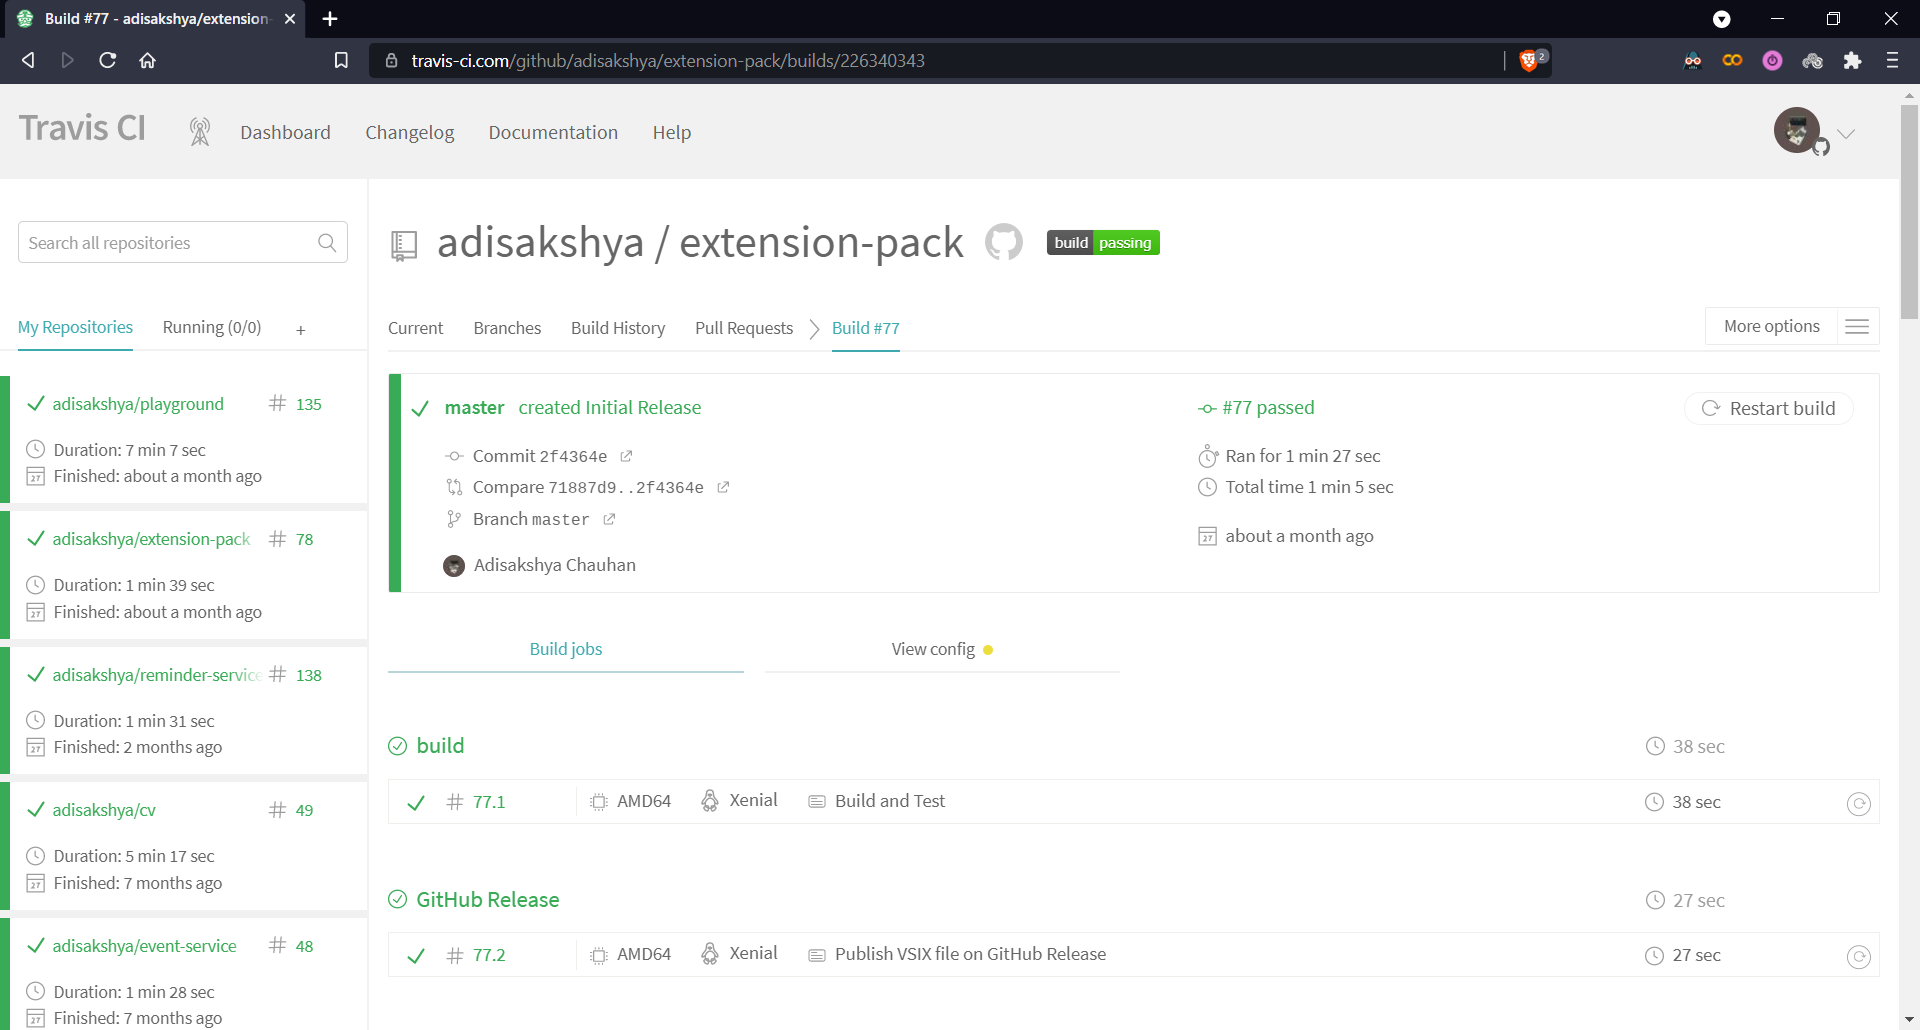 Build #77 - adisakshya/extension-
travis-ci.com/github/adisakshya/extension-pack/builds/226340343
2
Travis CI
Dashboard
Changelog
Documentation
Help
Search all repositories
My Repositories
Running (0/0)
+
adisakshya/playground # 135
Duration: 7 min 7 sec
Finished: about a month ago
adisakshya/extension-pack # 78
Duration: 1 min 39 sec
Finished: about a month ago
adisakshya/reminder-service # 138
Duration: 1 min 31 sec
Finished: 2 months ago
adisakshya/cv # 49
Duration: 5 min 17 sec
Finished: 7 months ago
adisakshya/event-service # 48
Duration: 1 min 28 sec
Finished: 7 months ago
adisakshya / extension-pack
build passing
Current
Branches
Build History
Pull Requests
Build #77
More options
master created Initial Release
Commit 2f4364e
Compare 71887d9..2f4364e
Branch master
Adisakshya Chauhan
#77 passed
Ran for 1 min 27 sec
Total time 1 min 5 sec
about a month ago
Restart build
Build jobs
View config
build
38 sec
# 77.1 AMD64 Xenial Build and Test 38 sec
GitHub Release
27 sec
# 77.2 AMD64 Xenial Publish VSIX file on GitHub Release 27 sec